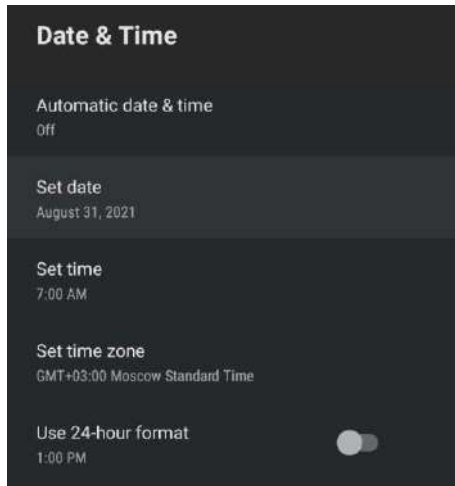 Date & Time
Automatic date & time
Off
Set date
August 31, 2021
Set time
7:00 AM
Set time zone
GMT+03:00 Moscow Standard Time
Use 24-hour format
1:00 PM